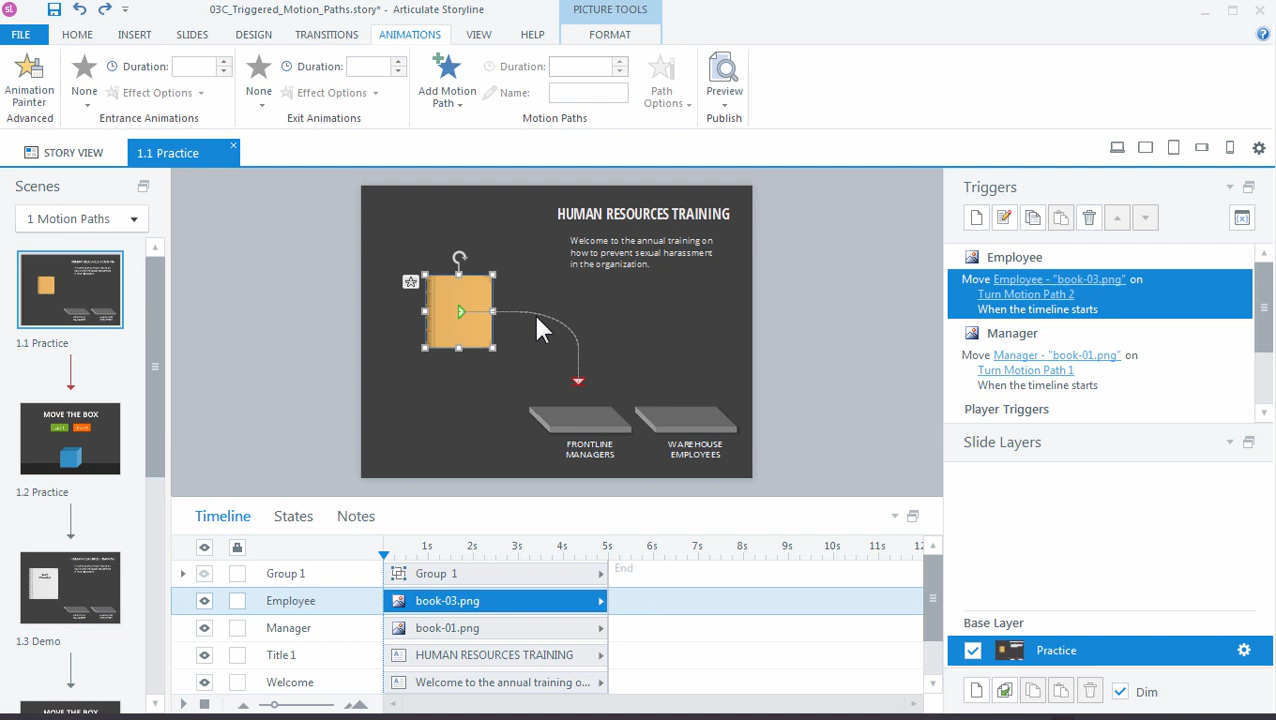 sl
03C_Triggered_Motion_Paths.story* - Articulate Storyline
PICTURE TOOLS
FILE
HOME
INSERT
SLIDES
DESIGN
TRANSITIONS
ANIMATIONS
VIEW
HELP
FORMAT
Animation
Painter
Advanced
None
Duration:
Effect Options
Entrance Animations
None
Duration:
Effect Options
Exit Animations
Add Motion
Path
Duration:
Name:
Path
Options
Motion Paths
Preview
Publish
STORY VIEW
1.1 Practice
Scenes
1 Motion Paths
1.1 Practice
MOVE THE BOX
1.2 Practice
1.3 Demo
MOVE THE BOX
HUMAN RESOURCES TRAINING
Welcome to the annual training on
how to prevent sexual harassment
in the organization.
FRONTLINE
MANAGERS
WAREHOUSE
EMPLOYEES
Triggers
Employee
Move Employee - "book-03.png" on
Turn Motion Path 2
When the timeline starts
Manager
Move Manager - "book-01.png" on
Turn Motion Path 1
When the timeline starts
Player Triggers
Slide Layers
Base Layer
Practice
Dim
Timeline
States
Notes
1s 2s 3s 4s 5s 6s 7s 8s 9s 10s 11s 12
Group 1
Group 1
End
Employee
book-03.png
Manager
book-01.png
Title 1
HUMAN RESOURCES TRAINING
Welcome
Welcome to the annual training o...